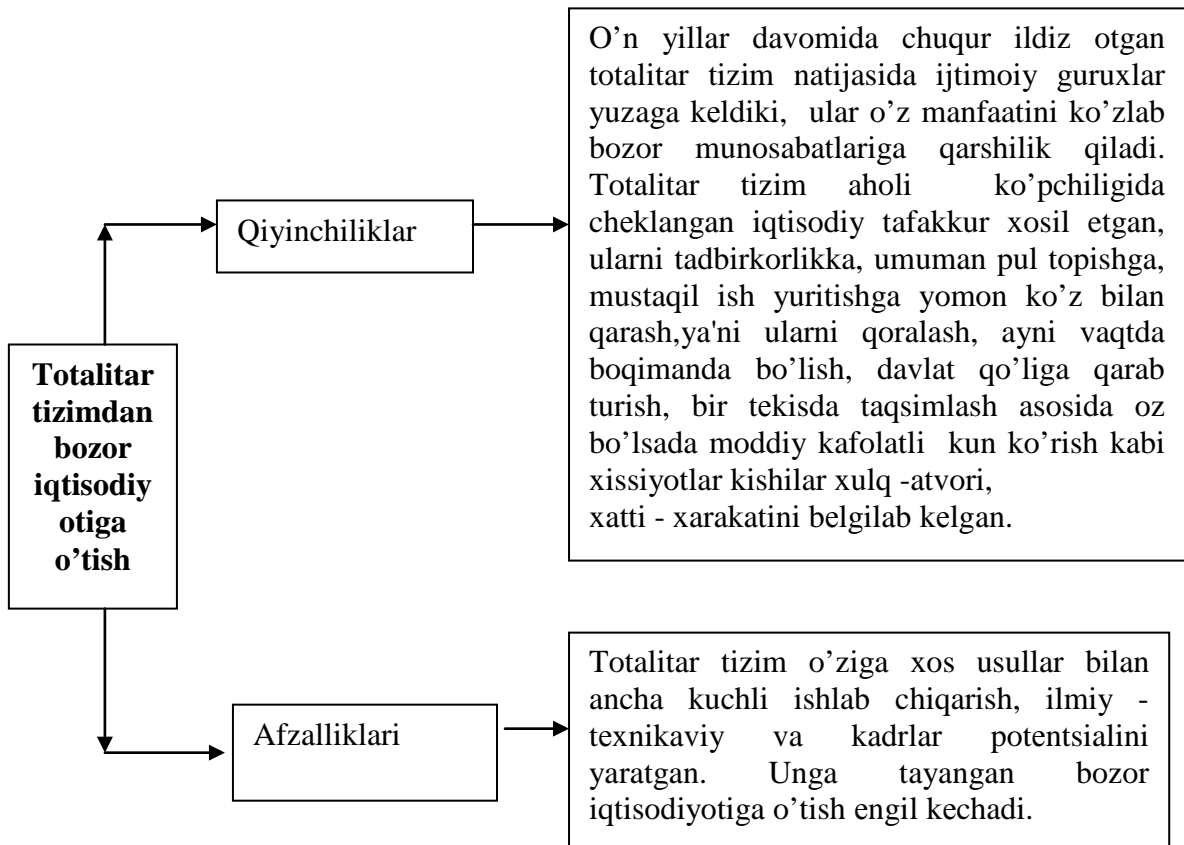 Totalitar
tizimdan
bozor
iqtisodiy
otiga
o’tish
Qiyinchiliklar
O’n yillar davomida chuqur ildiz otgan
totalitar tizim natijasida ijtimoiy guruxlar
yuzaga keldiki, ular o’z manfaatini ko’zlab
bozor munosabatlariga qarshilik qiladi.
Totalitar tizim aholi ko’pchiligida
cheklangan iqtisodiy tafakkur xosil etgan,
ularni tadbirkorlikka, umuman pul topishga,
mustaqil ish yuritishga yomon ko’z bilan
qarash,ya'ni ularni qoralash, ayni vaqtda
boqimanda bo’lish, davlat qo’liga qarab
turish, bir tekisda taqsimlash asosida oz
bo’lsada moddiy kafolatli kun ko’rish kabi
xissiyotlar kishilar xulq -atvori,
xatti - xarakatini belgilab kelgan.
Afzalliklari
Totalitar tizim o’ziga xos usullar bilan
ancha kuchli ishlab chiqarish, ilmiy -
texnikaviy va kadrlar potentsialini
yaratgan. Unga tayangan bozor
iqtisodiyotiga o’tish engil kechadi.